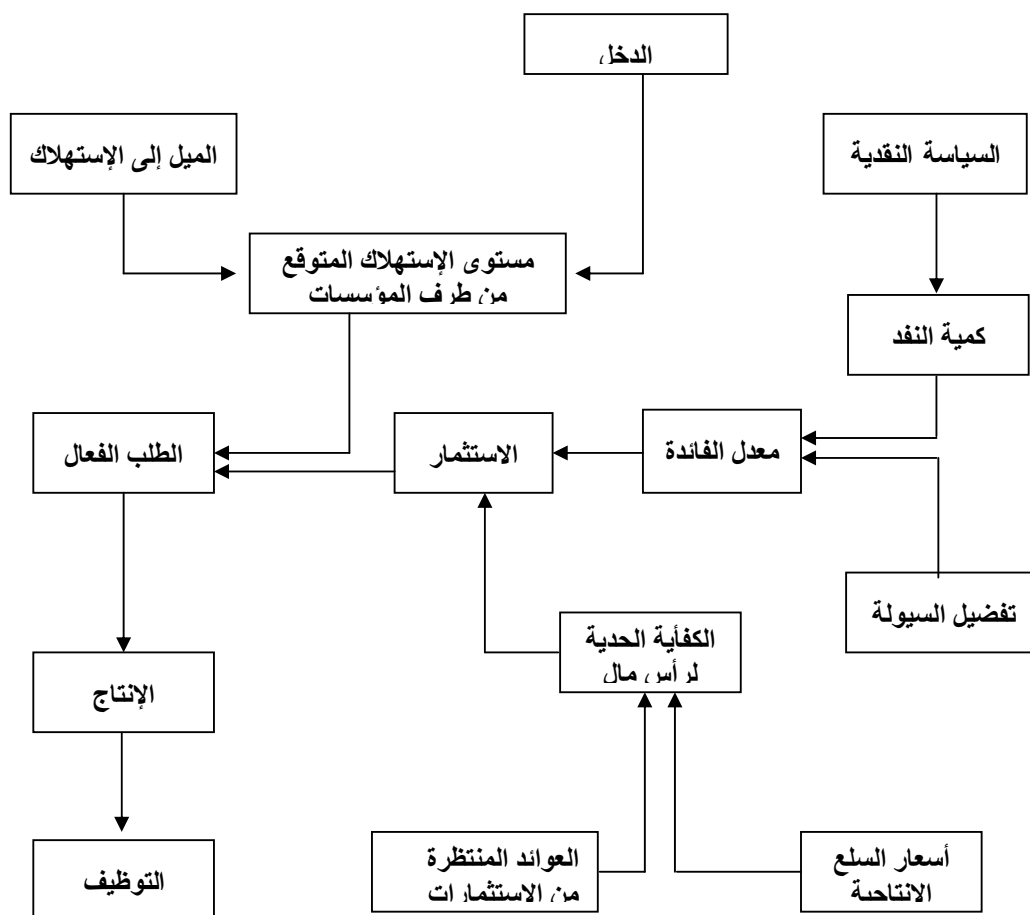 الدخل
الميل إلى الإستهلاك
السياسة النقدية
مستوى الإستهلاك المتوقع
من طرف المؤسسات
كمية النفد
الطلب الفعال
الاستثمار
معدل الفائدة
تفضيل السيولة
الكفأية الحدية
لرأس مال
الإنتاج
العوائد المنتظرة
من الاستثمارات
أسعار السلع
الانتاجية
التوظيف